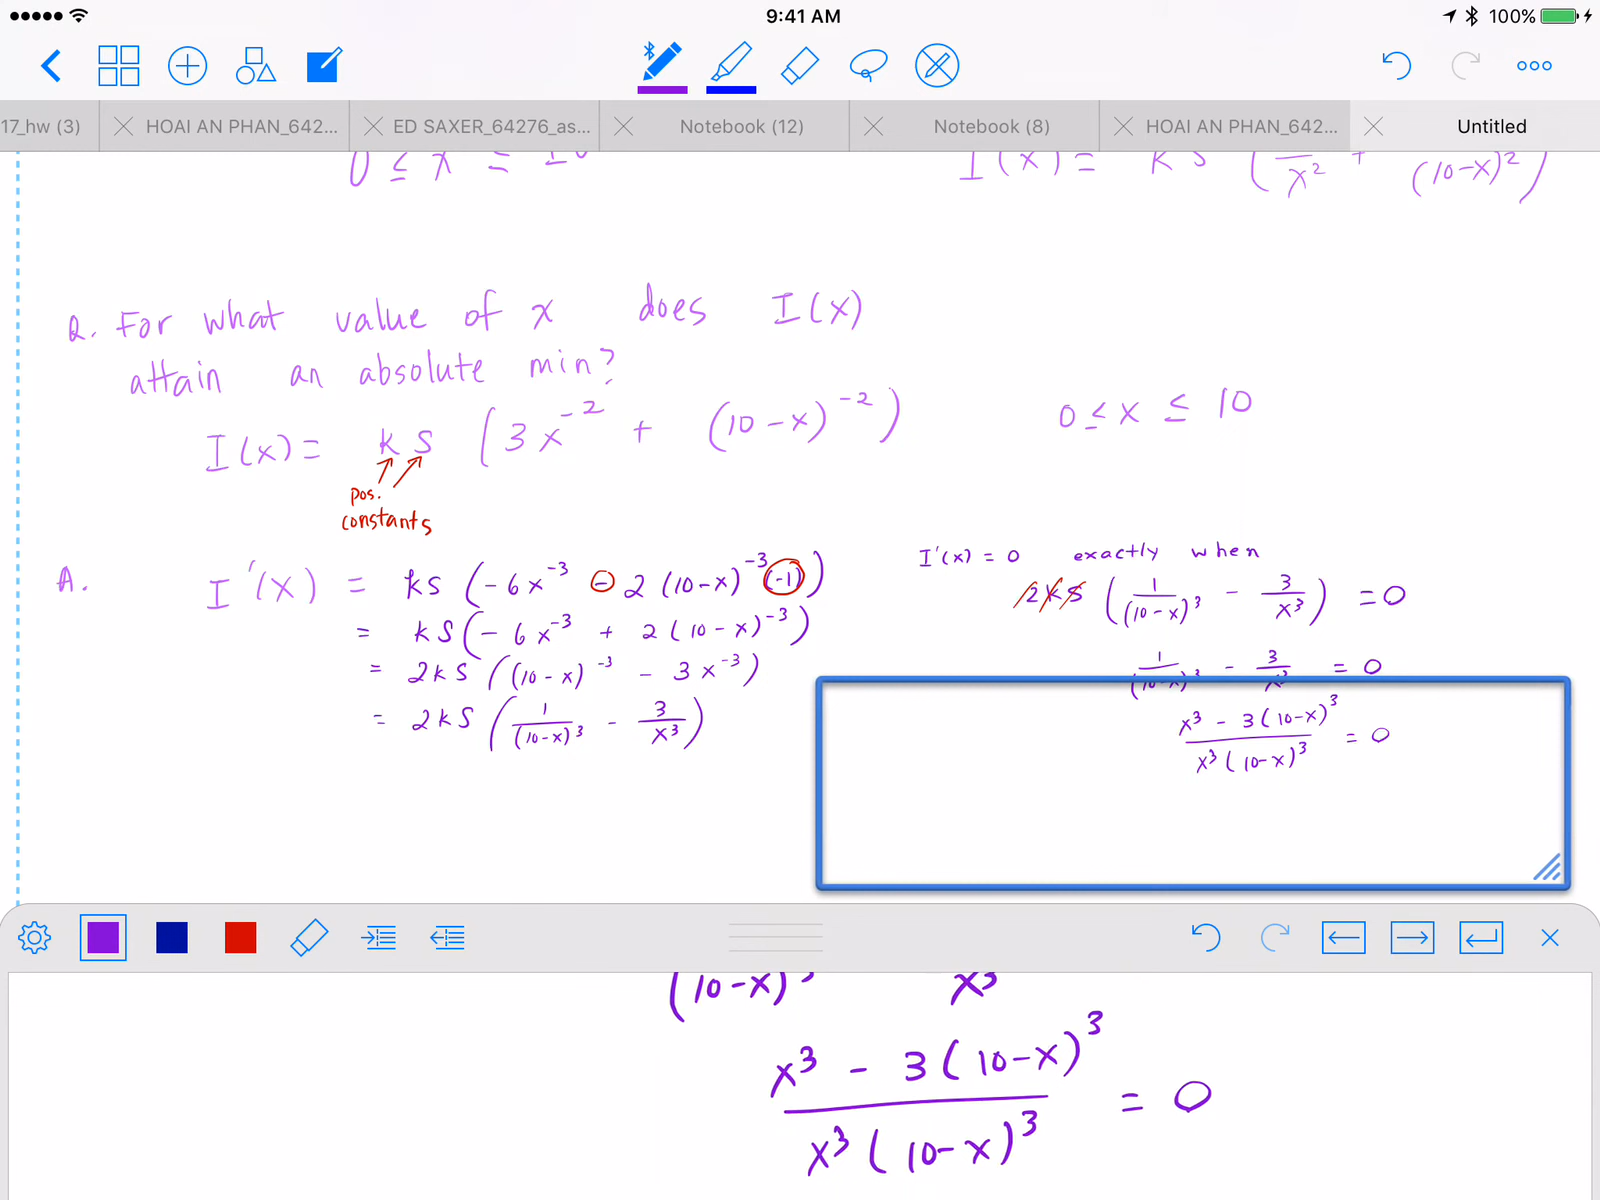 9:41 AM
100%
17_hw (3)
HOAI AN PHAN_642...
ED SAXER_64276_as...
Notebook (12)
Notebook (8)
HOAI AN PHAN_642...
Untitled
0 ≤ x ≤ 10
I(x) = k S ( / x² + / (10-x)² )
Q. For what value of x does I(x)
attain an absolute min?
I(x) = k S (3x⁻² + (10-x)⁻²)
0 ≤ x ≤ 10
pos.
constants
A. I'(x) = kS (-6x⁻³ - 2(10-x)⁻³(-1))
= kS(-6x⁻³ + 2(10-x)⁻³)
= 2kS ((10-x)⁻³ - 3x⁻³)
= 2kS (1/(10-x)³ - 3/x³)
I'(x) = 0 exactly when
2kS (1/(10-x)³ - 3/x³) = 0
1/(10-x)³ - 3/x³ = 0
(x³ - 3(10-x)³)/(x³(10-x)³) = 0
(10-x)³ x³
(x³ - 3(10-x)³)/(x³(10-x)³) = 0